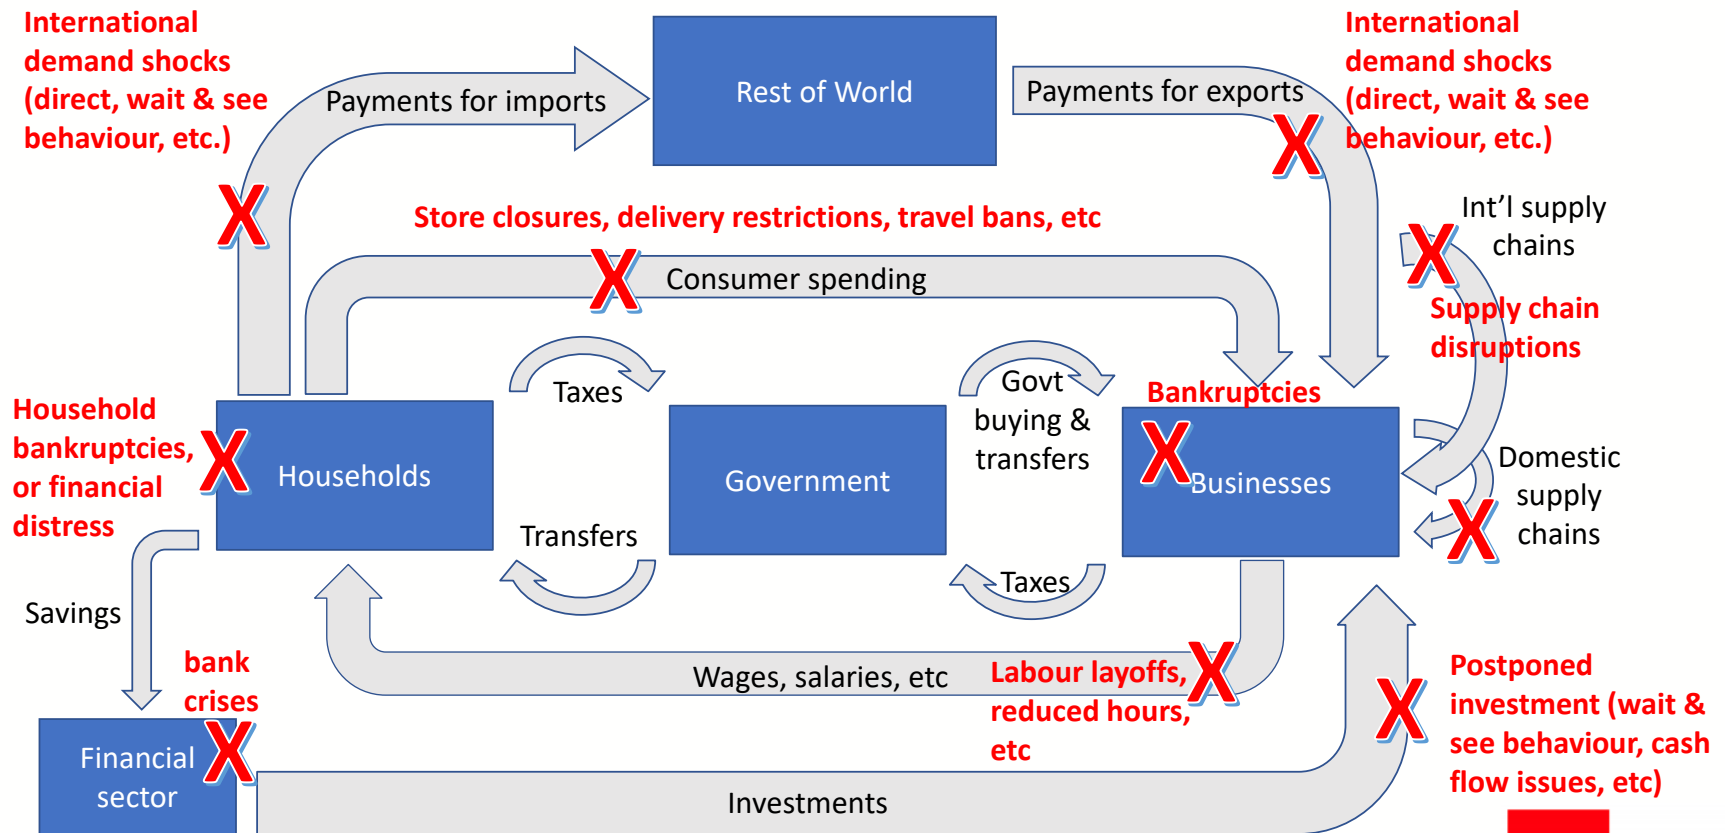 International
demand shocks
(direct, wait & see
behaviour, etc.)
Payments for imports
Rest of World
Payments for exports
International
demand shocks
(direct, wait & see
behaviour, etc.)
X
X
Store closures, delivery restrictions, travel bans, etc
Int'l supply
chains
X
X
Consumer spending
Supply chain
disruptions
Taxes
Govt
buying &
transfers
Bankruptcies
Household
bankruptcies,
or financial
distress
X
Households
Government
X
Businesses
Domestic
supply
chains
X
Transfers
Taxes
Savings
bank
crises
Wages, salaries, etc
Labour layoffs,
reduced hours,
etc
X
X
Postponed
investment (wait &
see behaviour, cash
flow issues, etc)
Financial
sector
X
Investments